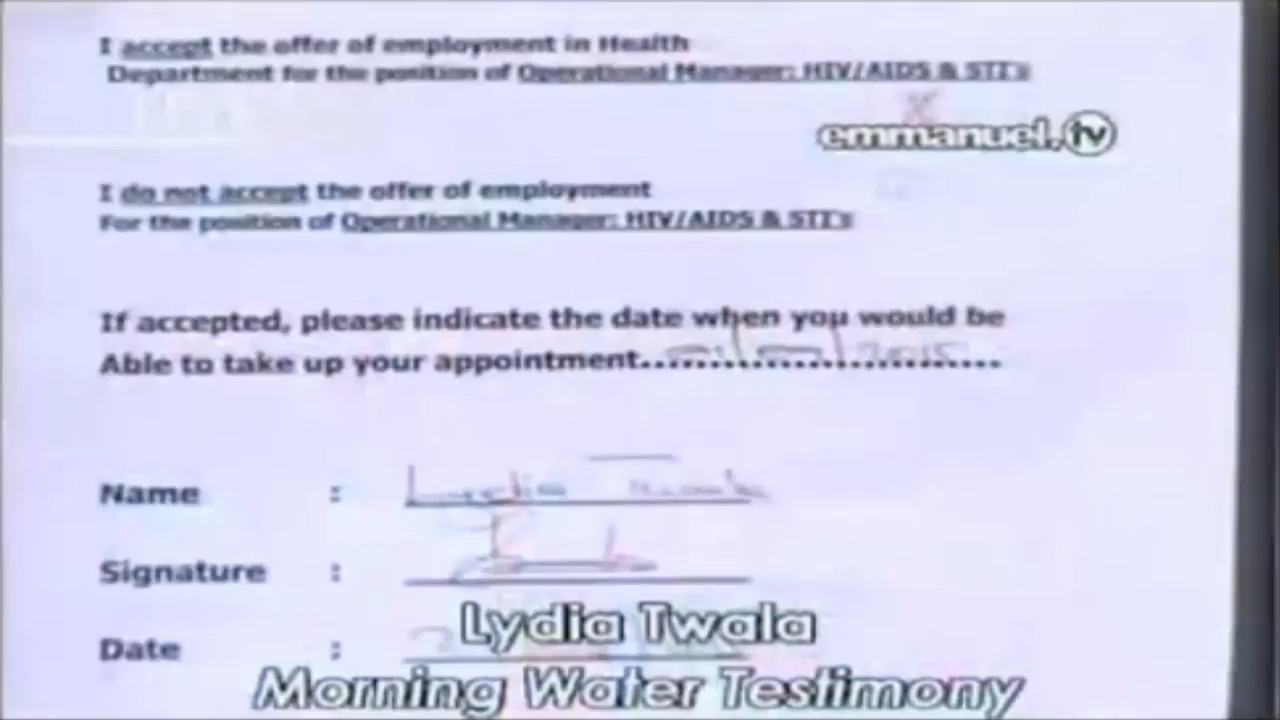 I accept the offer of employment in Health
Department for the position of Operational Manager: HIV/AIDS & STI's
X
emmanuel.tv
I do not accept the offer of employment
For the position of Operational Manager: HIV/AIDS & STI's
If accepted, please indicate the date when you would be
Able to take up your appointment..........................
Name : Lydia Twala
Signature :
Date :
Lydia Twala
Morning Water Testimony